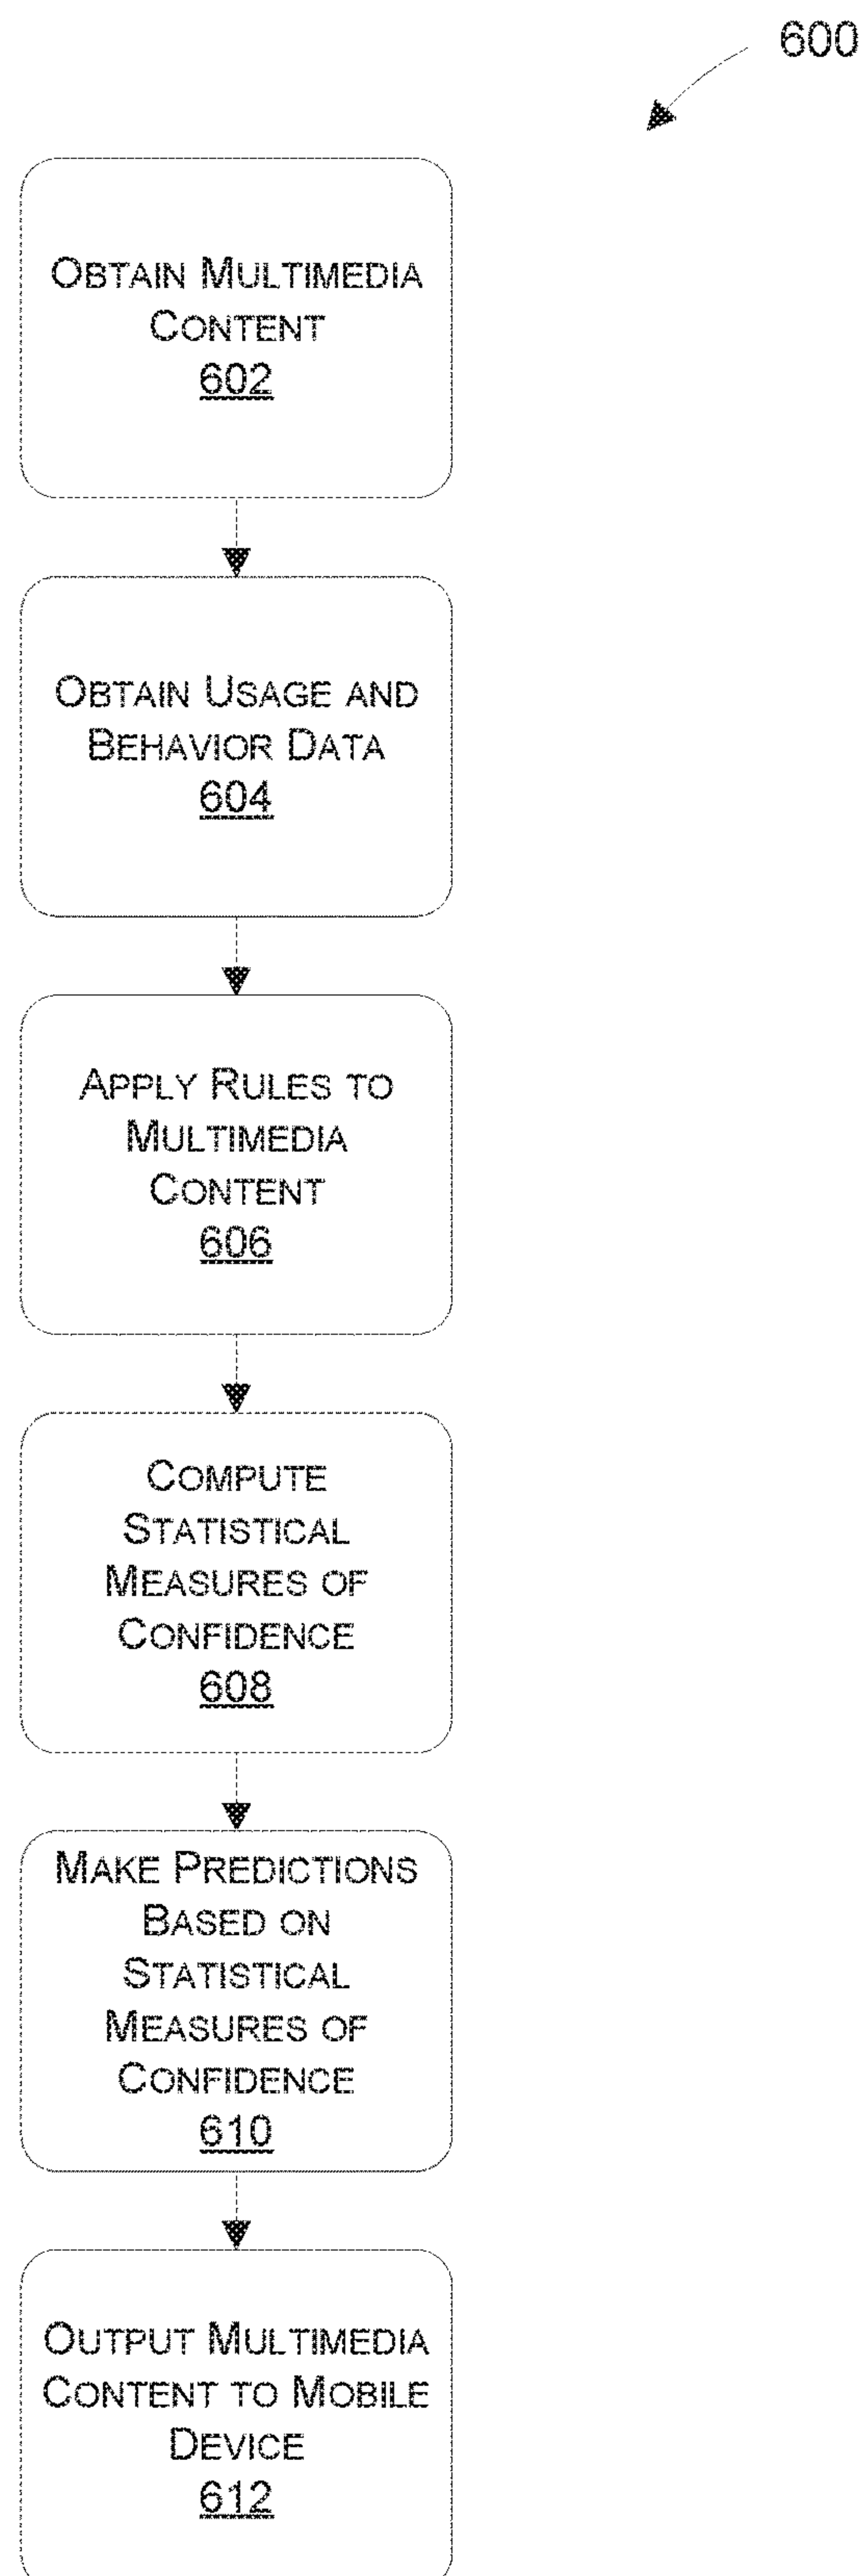 600
OBTAIN MULTIMEDIA
CONTENT
602
OBTAIN USAGE AND
BEHAVIOR DATA
604
APPLY RULES TO
MULTIMEDIA
CONTENT
606
COMPUTE
STATISTICAL
MEASURES OF
CONFIDENCE
608
MAKE PREDICTIONS
BASED ON
STATISTICAL
MEASURES OF
CONFIDENCE
610
OUTPUT MULTIMEDIA
CONTENT TO MOBILE
DEVICE
612